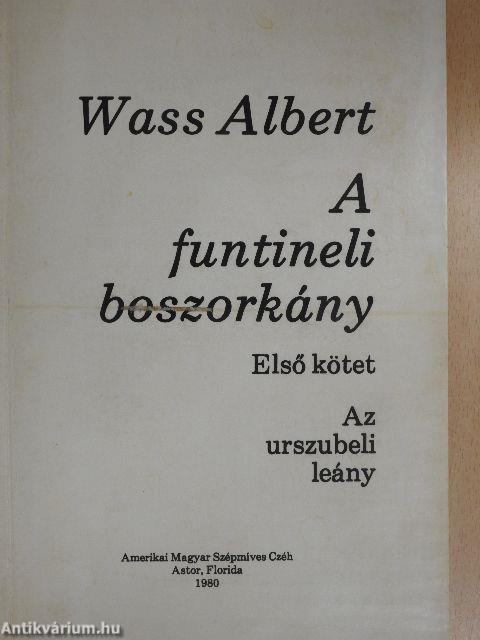 Wass Albert
A
funtineli
boszorkány
Első kötet
Az
urszubeli
leány
Amerikai Magyar Szépmíves Czéh
Astor, Florida
1980
Antikvárium.hu